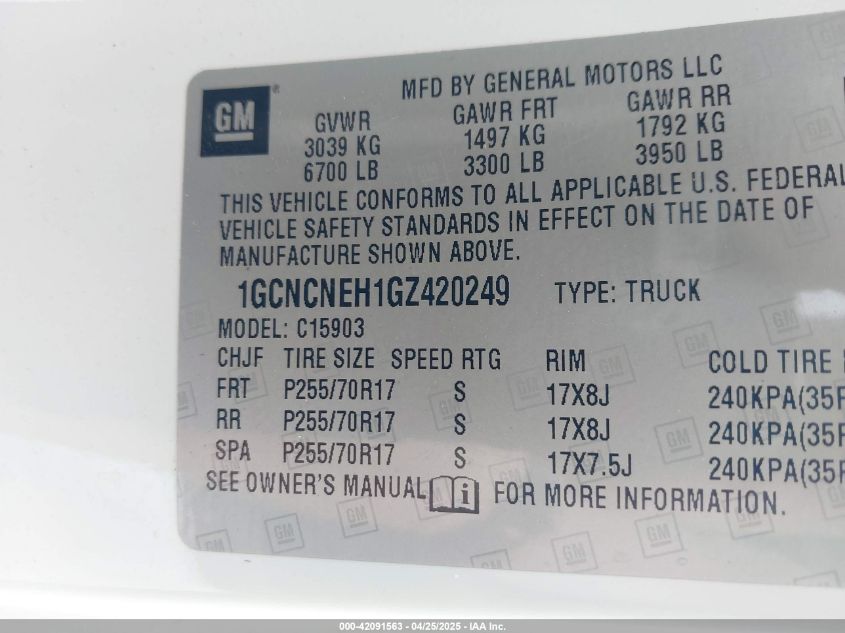 MFD BY GENERAL MOTORS LLC
GM ® GVWR GAWR FRT GAWR RR
3039 KG 1497 KG 1792 KG
6700 LB 3300 LB 3950 LB
THIS VEHICLE CONFORMS TO ALL APPLICABLE U.S. FEDERAL
VEHICLE SAFETY STANDARDS IN EFFECT ON THE DATE OF
MANUFACTURE SHOWN ABOVE.
1GCNCNEH1GZ420249 TYPE: TRUCK
MODEL: C15903
CHJF TIRE SIZE SPEED RTG RIM COLD TIRE
FRT P255/70R17 S 17X8J 240KPA(35P
RR P255/70R17 S 17X8J 240KPA(35P
SPA P255/70R17 S 17X7.5J 240KPA(35P
SEE OWNER'S MANUAL i FOR MORE INFORMATION.
000-42091563 - 04/25/2025 - IAA Inc.